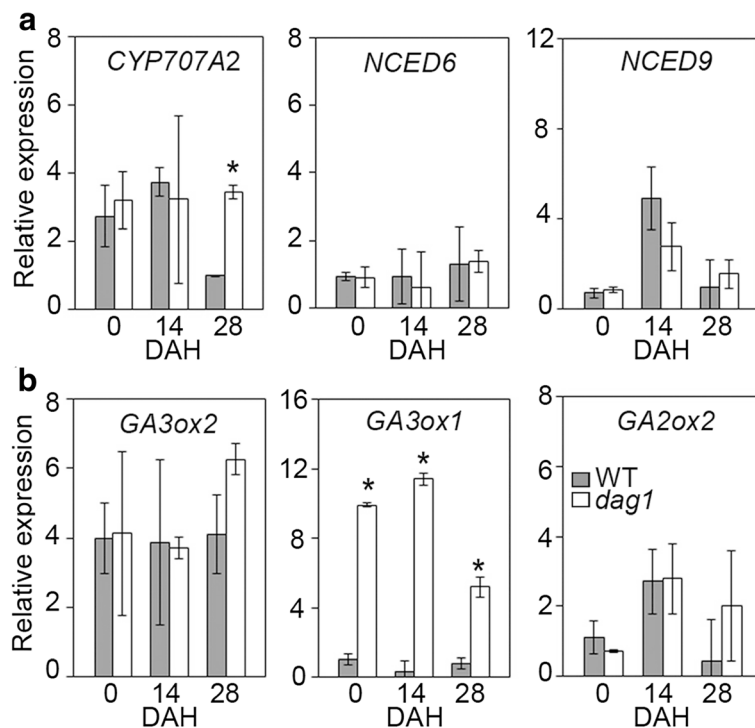 a
CYP707A2
NCED6
NCED9
Relative expression
8
6
4
2
0
*
0 14 28
DAH
8
6
4
2
0
0 14 28
DAH
12
8
4
0
0 14 28
DAH
b
GA3ox2
GA3ox1
GA2ox2
Relative expression
8
6
4
2
0
0 14 28
DAH
16
12
8
4
0
* * *
0 14 28
DAH
8
6
4
2
0
WT
dag1
0 14 28
DAH